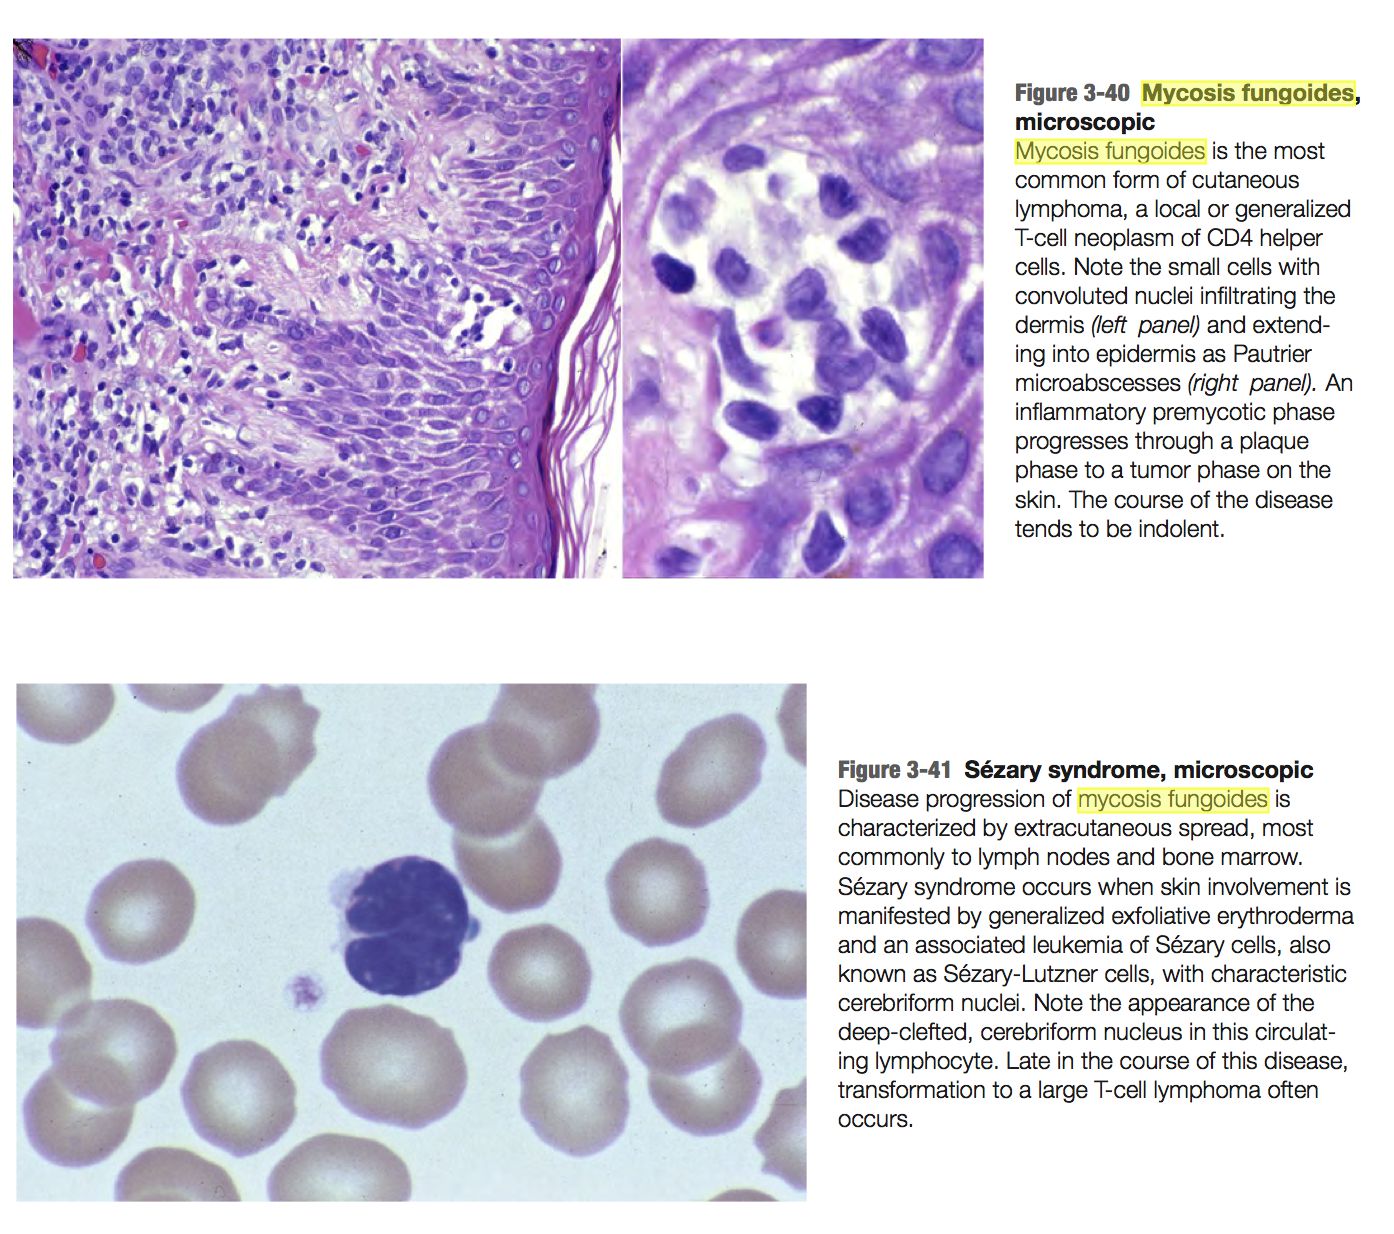 Figure 3-40 Mycosis fungoides,
microscopic
Mycosis fungoides is the most
common form of cutaneous
lymphoma, a local or generalized
T-cell neoplasm of CD4 helper
cells. Note the small cells with
convoluted nuclei infiltrating the
dermis (left panel) and extend-
ing into epidermis as Pautrier
microabscesses (right panel). An
inflammatory premycotic phase
progresses through a plaque
phase to a tumor phase on the
skin. The course of the disease
tends to be indolent.
Figure 3-41 Sézary syndrome, microscopic
Disease progression of mycosis fungoides is
characterized by extracutaneous spread, most
commonly to lymph nodes and bone marrow.
Sézary syndrome occurs when skin involvement is
manifested by generalized exfoliative erythroderma
and an associated leukemia of Sézary cells, also
known as Sézary-Lutzner cells, with characteristic
cerebriform nuclei. Note the appearance of the
deep-clefted, cerebriform nucleus in this circulat-
ing lymphocyte. Late in the course of this disease,
transformation to a large T-cell lymphoma often
occurs.